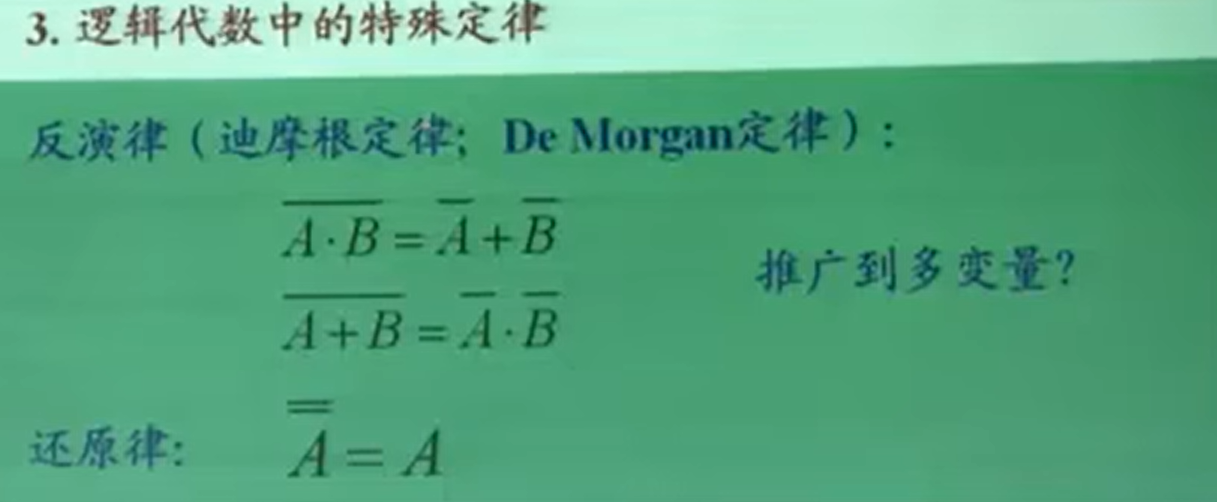 3. 逻辑代数中的特殊定律
反演律（迪摩根定律；De Morgan定律）：
$\overline{A \cdot B} = \overline{A} + \overline{B}$
推广到多变量？
$\overline{A + B} = \overline{A} \cdot \overline{B}$
还原律： $\overline{\overline{A}} = A$